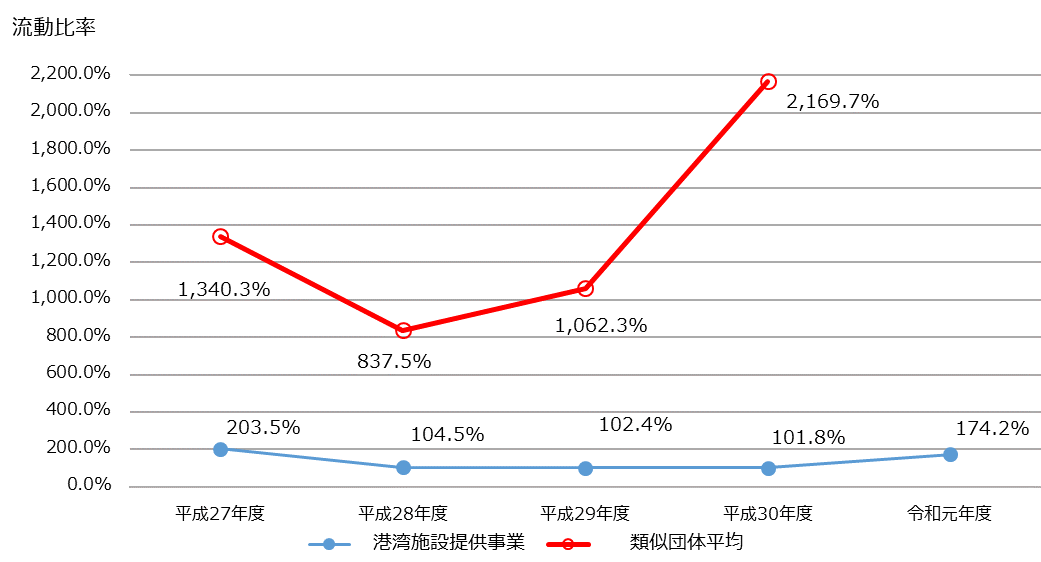 流動比率
2,200.0%
2,000.0%
1,800.0%
1,600.0%
1,400.0%
1,200.0%
1,000.0%
800.0%
600.0%
400.0%
200.0%
0.0%
1,340.3%
837.5%
1,062.3%
2,169.7%
203.5%
104.5%
102.4%
101.8%
174.2%
平成27年度
平成28年度
平成29年度
平成30年度
令和元年度
港湾施設提供事業
類似団体平均